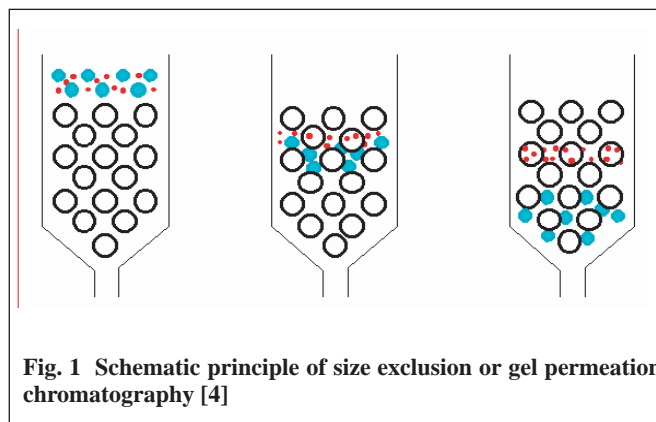 Fig. 1 Schematic principle of size exclusion or gel permeation
chromatography [4]